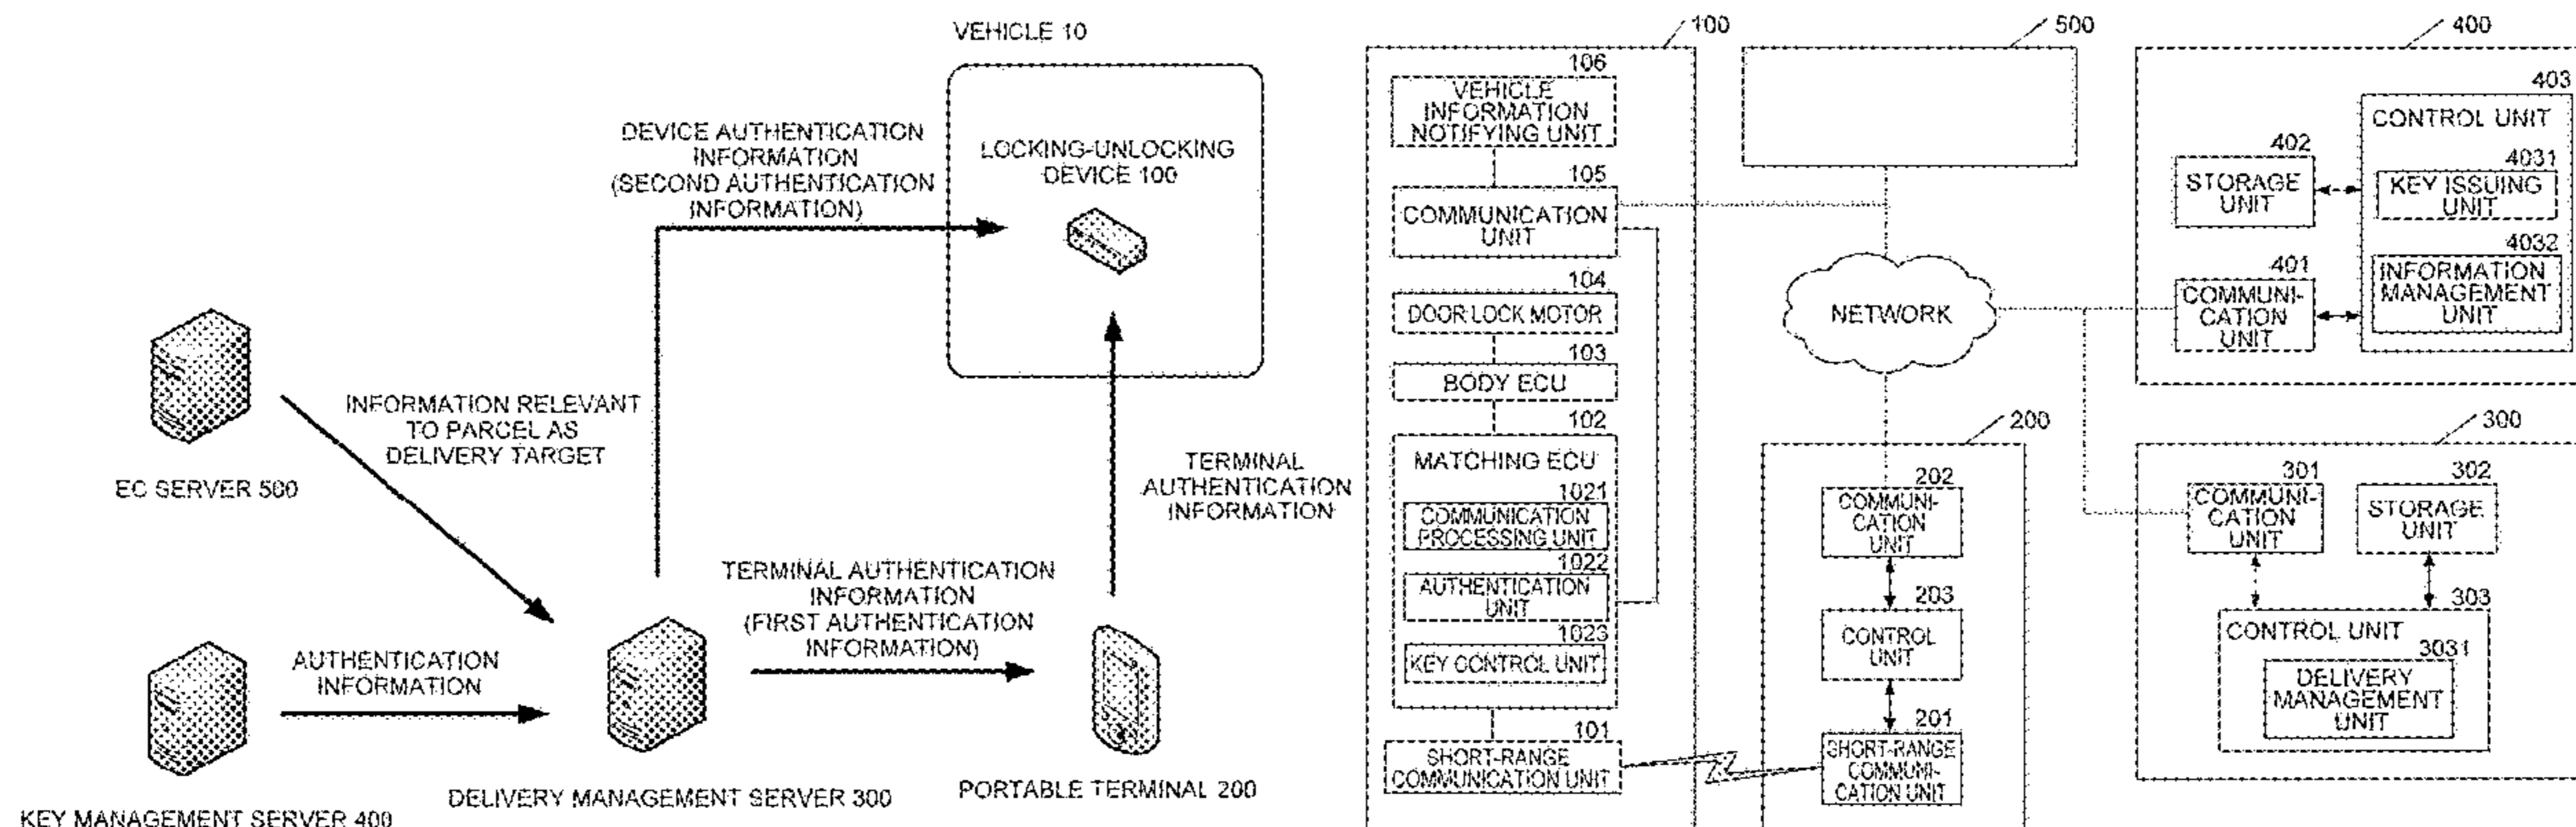 VEHICLE 10
DEVICE AUTHENTICATION
INFORMATION
(SECOND AUTHENTICATION
INFORMATION)
LOCKING-UNLOCKING
DEVICE 100
INFORMATION RELEVANT
TO PARCEL AS
DELIVERY TARGET
EC SERVER 500
TERMINAL
AUTHENTICATION
INFORMATION
AUTHENTICATION
INFORMATION
TERMINAL AUTHENTICATION
INFORMATION
(FIRST AUTHENTICATION
INFORMATION)
KEY MANAGEMENT SERVER 400
DELIVERY MANAGEMENT SERVER 300
PORTABLE TERMINAL 200
100
106
VEHICLE
INFORMATION
NOTIFYING UNIT
105
COMMUNICATION
UNIT
104
DOOR LOCK MOTOR
103
BODY ECU
102
MATCHING ECU
1021
COMMUNICATION
PROCESSING UNIT
1022
AUTHENTICATION
UNIT
1023
KEY CONTROL UNIT
101
SHORT-RANGE
COMMUNICATION UNIT
500
NETWORK
200
202
COMMUNI-
CATION
UNIT
203
CONTROL
UNIT
201
SHORT-RANGE
COMMUNI-
CATION UNIT
400
403
CONTROL UNIT
402
STORAGE
UNIT
4031
KEY ISSUING
UNIT
401
COMMUNI-
CATION
UNIT
4032
INFORMATION
MANAGEMENT
UNIT
300
301
COMMUNI-
CATION
UNIT
302
STORAGE
UNIT
303
CONTROL UNIT
3031
DELIVERY
MANAGEMENT
UNIT